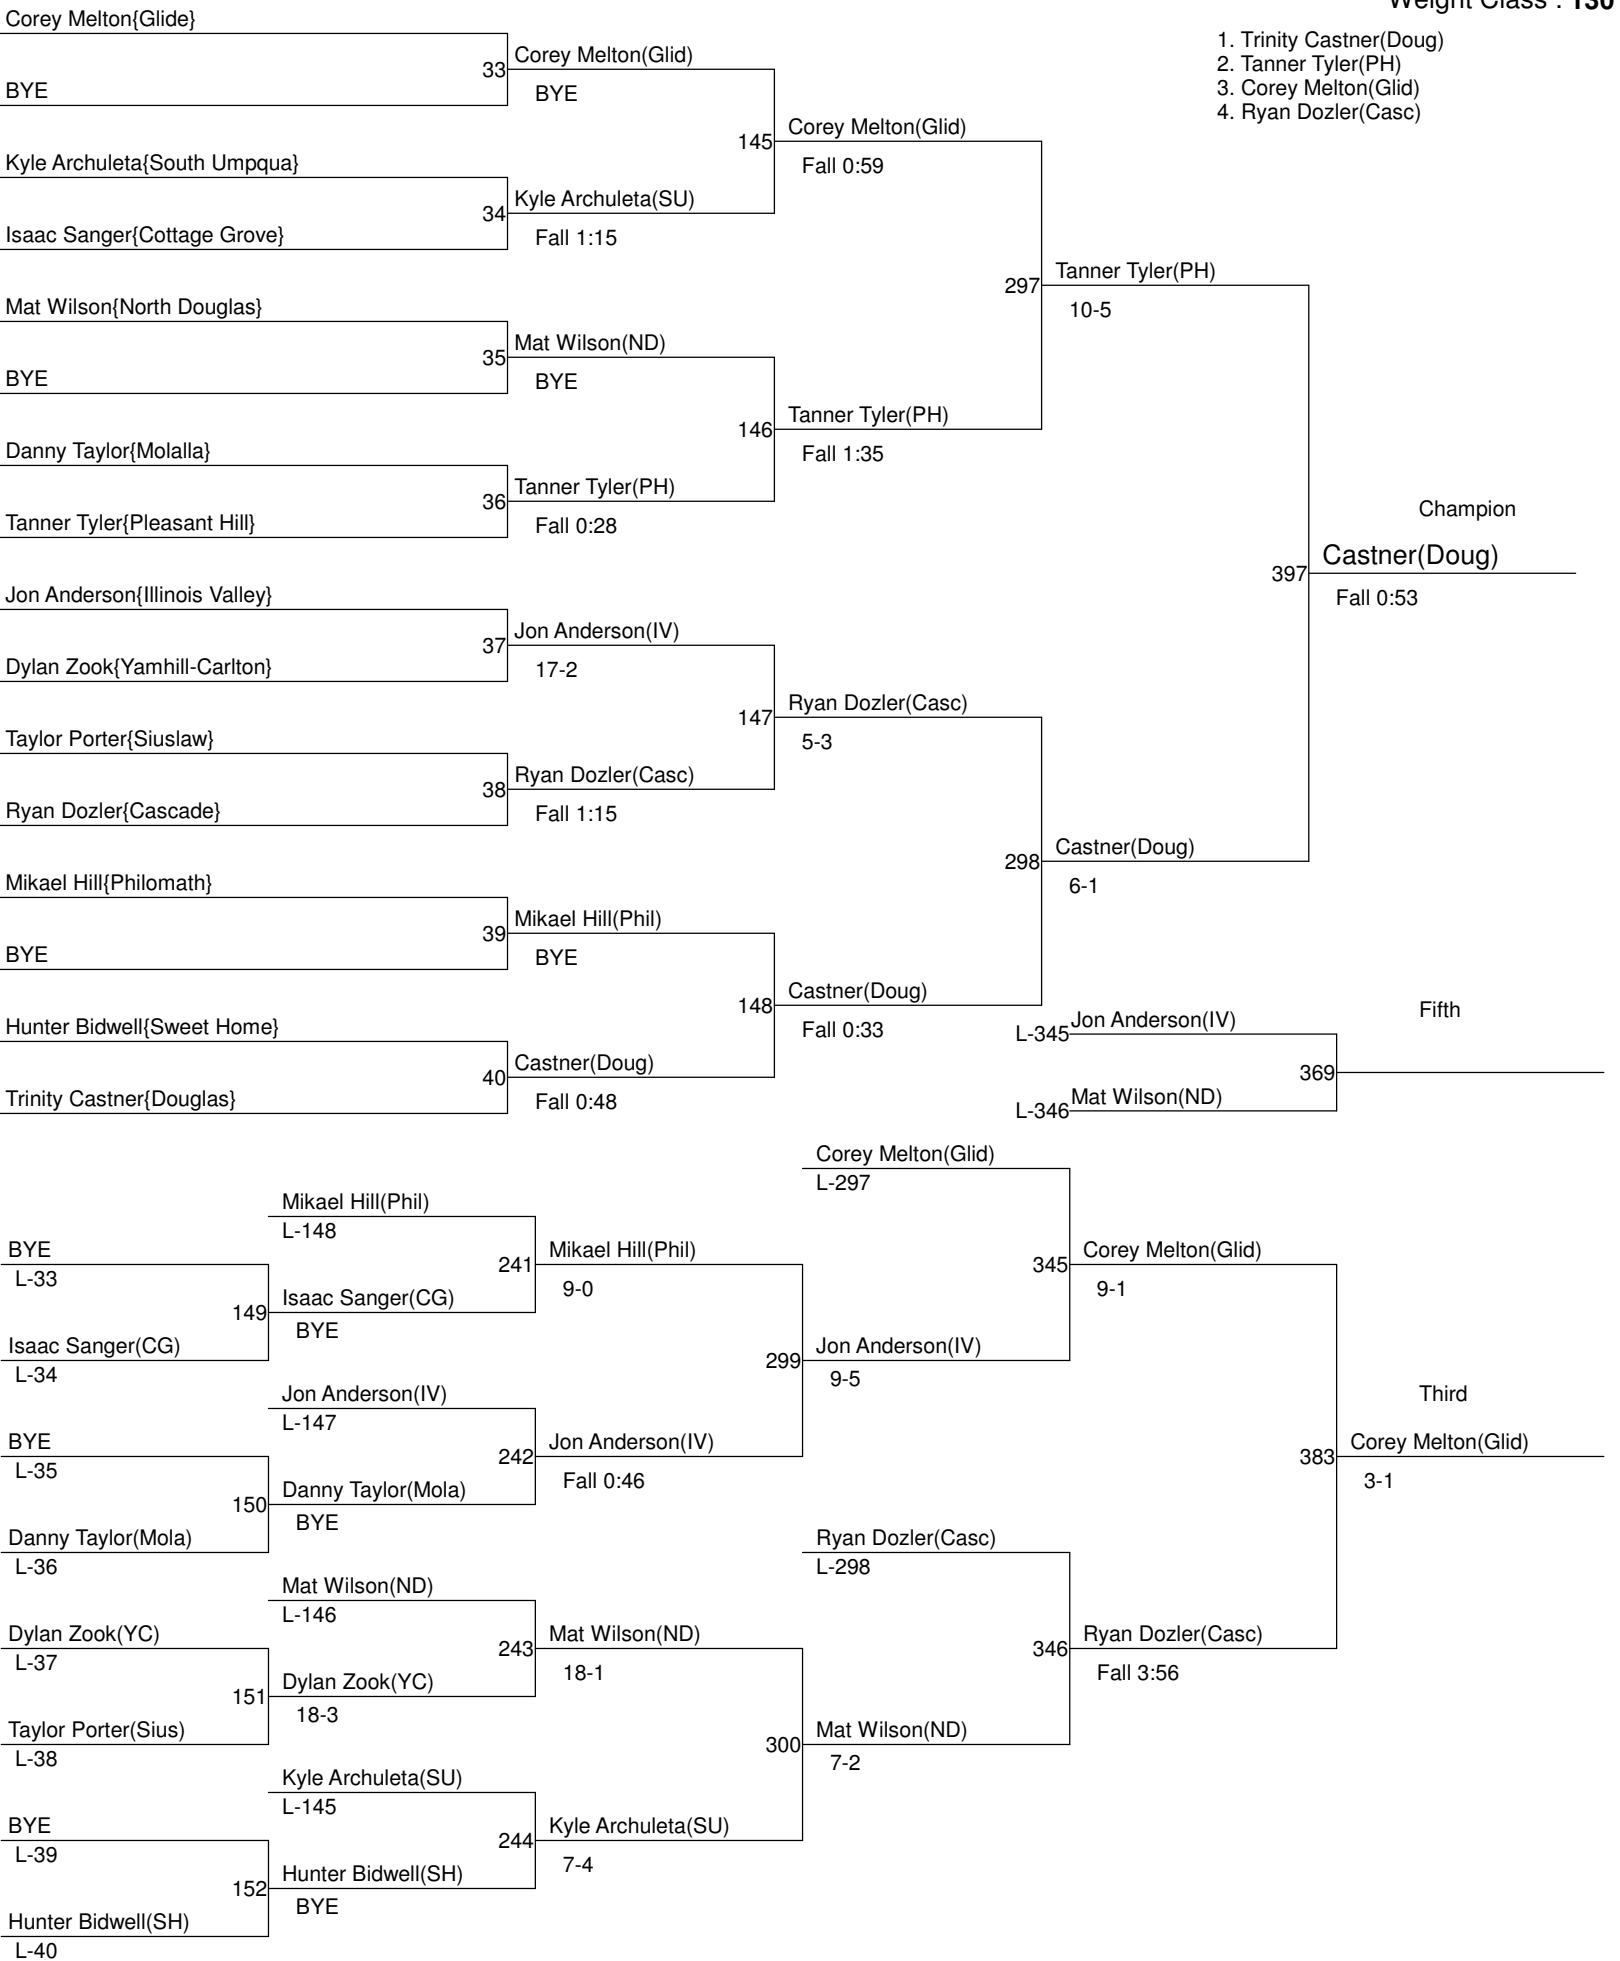 Weight Class : 130
Corey Melton{Glide}
BYE
33
Corey Melton(Glid)
BYE
Kyle Archuleta{South Umpqua}
Isaac Sanger{Cottage Grove}
34
Kyle Archuleta(SU)
Fall 1:15
145
Corey Melton(Glid)
Fall 0:59
1. Trinity Castner(Doug)
2. Tanner Tyler(PH)
3. Corey Melton(Glid)
4. Ryan Dozler(Casc)
Mat Wilson{North Douglas}
BYE
35
Mat Wilson(ND)
BYE
Danny Taylor{Molalla}
Tanner Tyler{Pleasant Hill}
36
Tanner Tyler(PH)
Fall 0:28
146
Tanner Tyler(PH)
Fall 1:35
297
Tanner Tyler(PH)
10-5
Jon Anderson{Illinois Valley}
Dylan Zook{Yamhill-Carlton}
37
Jon Anderson(IV)
17-2
Taylor Porter{Siuslaw}
Ryan Dozler{Cascade}
38
Ryan Dozler(Casc)
Fall 1:15
147
Ryan Dozler(Casc)
5-3
Mikael Hill{Philomath}
BYE
39
Mikael Hill(Phil)
BYE
Hunter Bidwell{Sweet Home}
Trinity Castner{Douglas}
40
Castner(Doug)
Fall 0:48
148
Castner(Doug)
Fall 0:33
298
Castner(Doug)
6-1
Champion
397
Castner(Doug)
Fall 0:53
Fifth
L-345
Jon Anderson(IV)
L-346
Mat Wilson(ND)
369
BYE
L-33
Isaac Sanger(CG)
L-34
149
Mikael Hill(Phil)
L-148
Isaac Sanger(CG)
BYE
241
Mikael Hill(Phil)
9-0
BYE
L-35
Danny Taylor(Mola)
L-36
150
Jon Anderson(IV)
L-147
Danny Taylor(Mola)
BYE
242
Jon Anderson(IV)
Fall 0:46
299
Jon Anderson(IV)
9-5
Corey Melton(Glid)
L-297
345
Corey Melton(Glid)
9-1
Dylan Zook(YC)
L-37
Taylor Porter(Sius)
L-38
151
Mat Wilson(ND)
L-146
Dylan Zook(YC)
18-3
243
Mat Wilson(ND)
18-1
BYE
L-39
Hunter Bidwell(SH)
L-40
152
Kyle Archuleta(SU)
L-145
Hunter Bidwell(SH)
BYE
244
Kyle Archuleta(SU)
7-4
300
Mat Wilson(ND)
7-2
Ryan Dozler(Casc)
L-298
346
Ryan Dozler(Casc)
Fall 3:56
Third
383
Corey Melton(Glid)
3-1